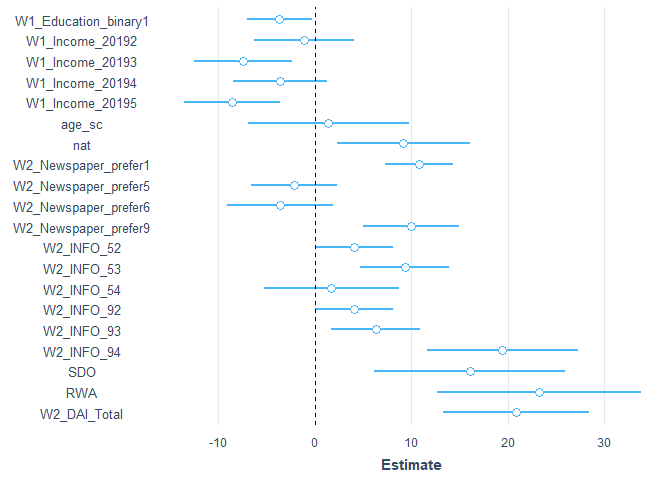 W1_Education_binary1
W1_Income_20192
W1_Income_20193
W1_Income_20194
W1_Income_20195
age_sc
nat
W2_Newspaper_prefer1
W2_Newspaper_prefer5
W2_Newspaper_prefer6
W2_Newspaper_prefer9
W2_INFO_52
W2_INFO_53
W2_INFO_54
W2_INFO_92
W2_INFO_93
W2_INFO_94
SDO
RWA
W2_DAI_Total
-10 0 10 20 30
Estimate